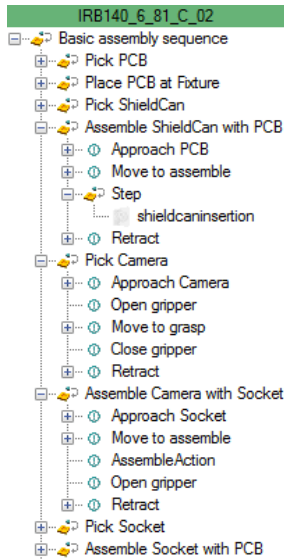 IRB140_6_81_C_02
Basic assembly sequence
Pick PCB
Place PCB at Fixture
Pick ShieldCan
Assemble ShieldCan with PCB
Approach PCB
Move to assemble
Step
shieldcaninsertion
Retract
Pick Camera
Approach Camera
Open gripper
Move to grasp
Close gripper
Retract
Assemble Camera with Socket
Approach Socket
Move to assemble
AssembleAction
Open gripper
Retract
Pick Socket
Assemble Socket with PCB